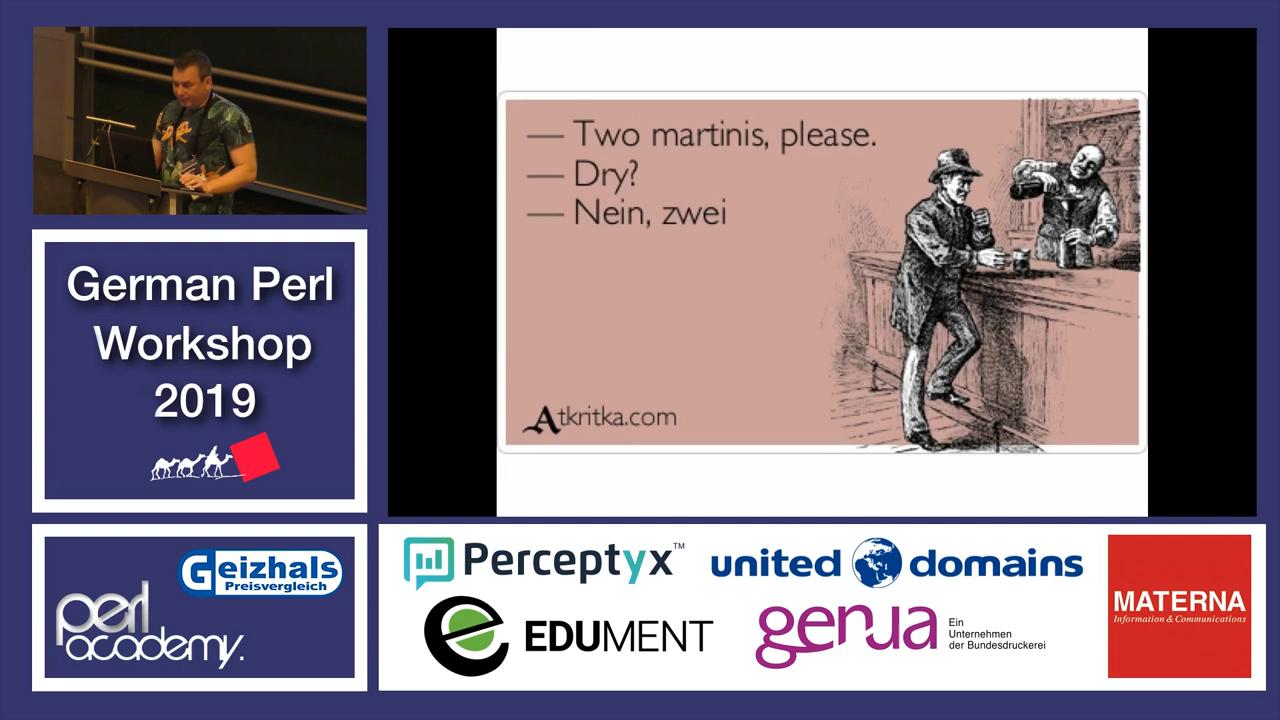 — Two martinis, please.
— Dry?
— Nein, zwei
Atkritka.com
German Perl
Workshop
2019
Geizhals
Preisvergleich
perl
academy.
Perceptyx™
united domains
EDUMENT
genua
Ein
Unternehmen
der Bundesdruckerei
MATERNA
Information & Communications